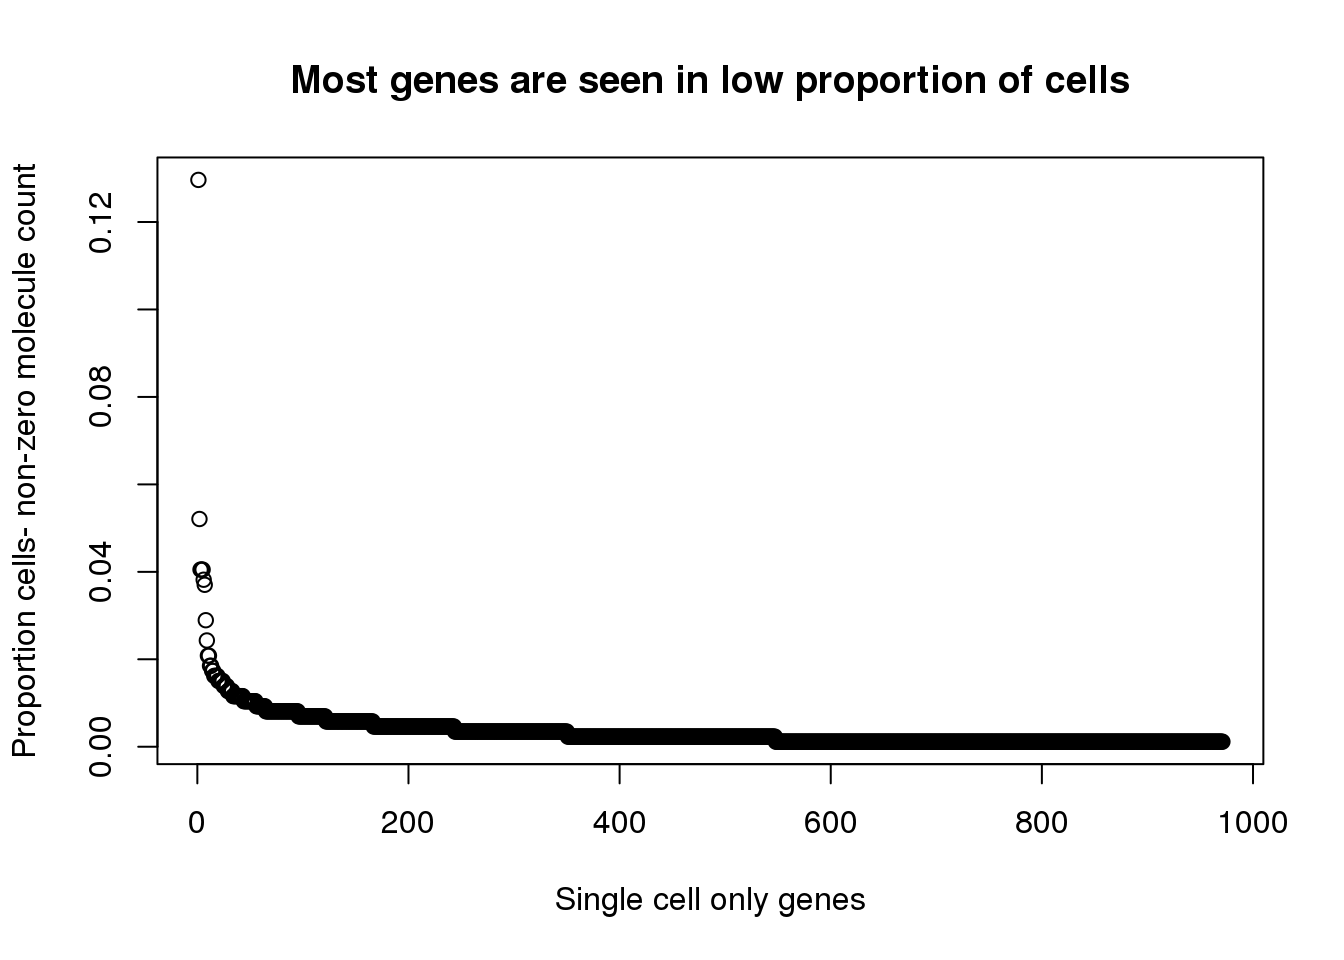 Most genes are seen in low proportion of cells
Proportion cells- non-zero molecule count
0.12
0.08
0.04
0.00
0 200 400 600 800 1000
Single cell only genes